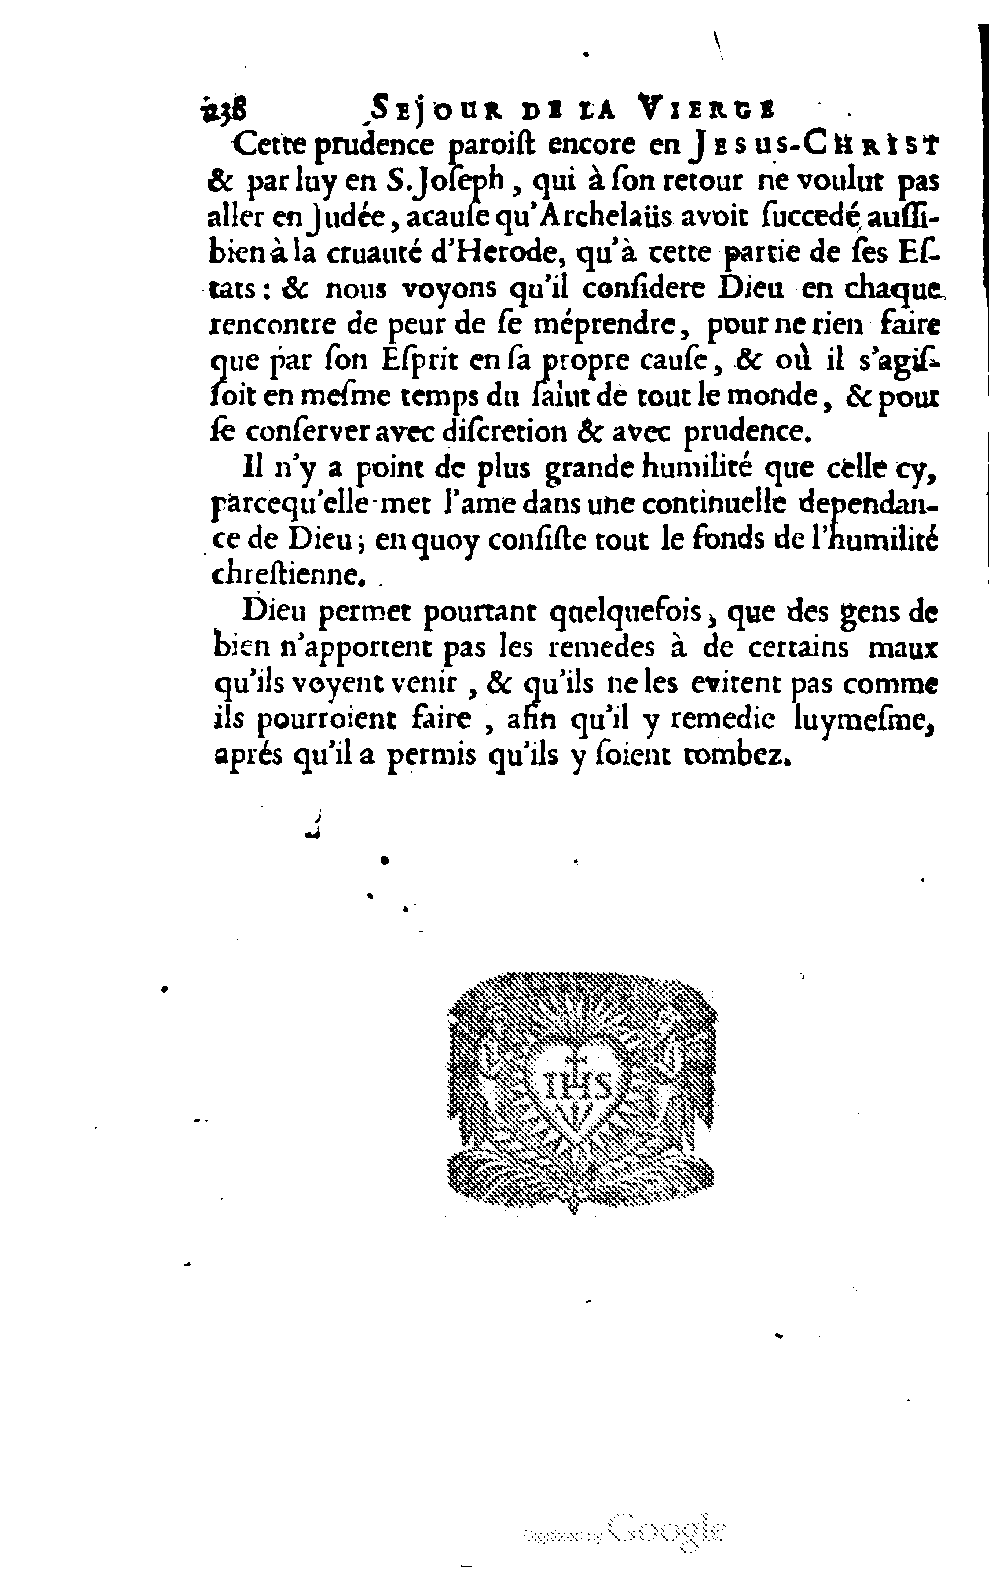 238 SEJOUR DE LA VIERGE
Cette prudence paroiſt encore en JESUS-CHRIST
& par luy en S. Joſeph, qui à ſon retour ne voulut pas
aller en Judée, acauſe qu'Archelaüs avoit ſuccedé auſſi-
bien à la cruauté d'Herode, qu'à cette partie de ſes Eſ-
tats : & nous voyons qu'il conſidere Dieu en chaque
rencontre de peur de ſe méprendre, pour ne rien faire
que par ſon Eſprit en ſa propre cauſe, & où il s'agiſ-
ſoit en meſme temps du ſalut de tout le monde, & pour
ſe conſerver avec diſcretion & avec prudence.
Il n'y a point de plus grande humilité que celle cy,
parcequ'elle met l'ame dans une continuelle dependan-
ce de Dieu ; en quoy conſiſte tout le fonds de l'humilité
chreſtienne.
Dieu permet pourtant quelquefois, que des gens de
bien n'apportent pas les remedes à de certains maux
qu'ils voyent venir, & qu'ils ne les evitent pas comme
ils pourroient faire, afin qu'il y remedie luymeſme,
aprés qu'il a permis qu'ils y ſoient tombez.
IHS
Digitized by Google